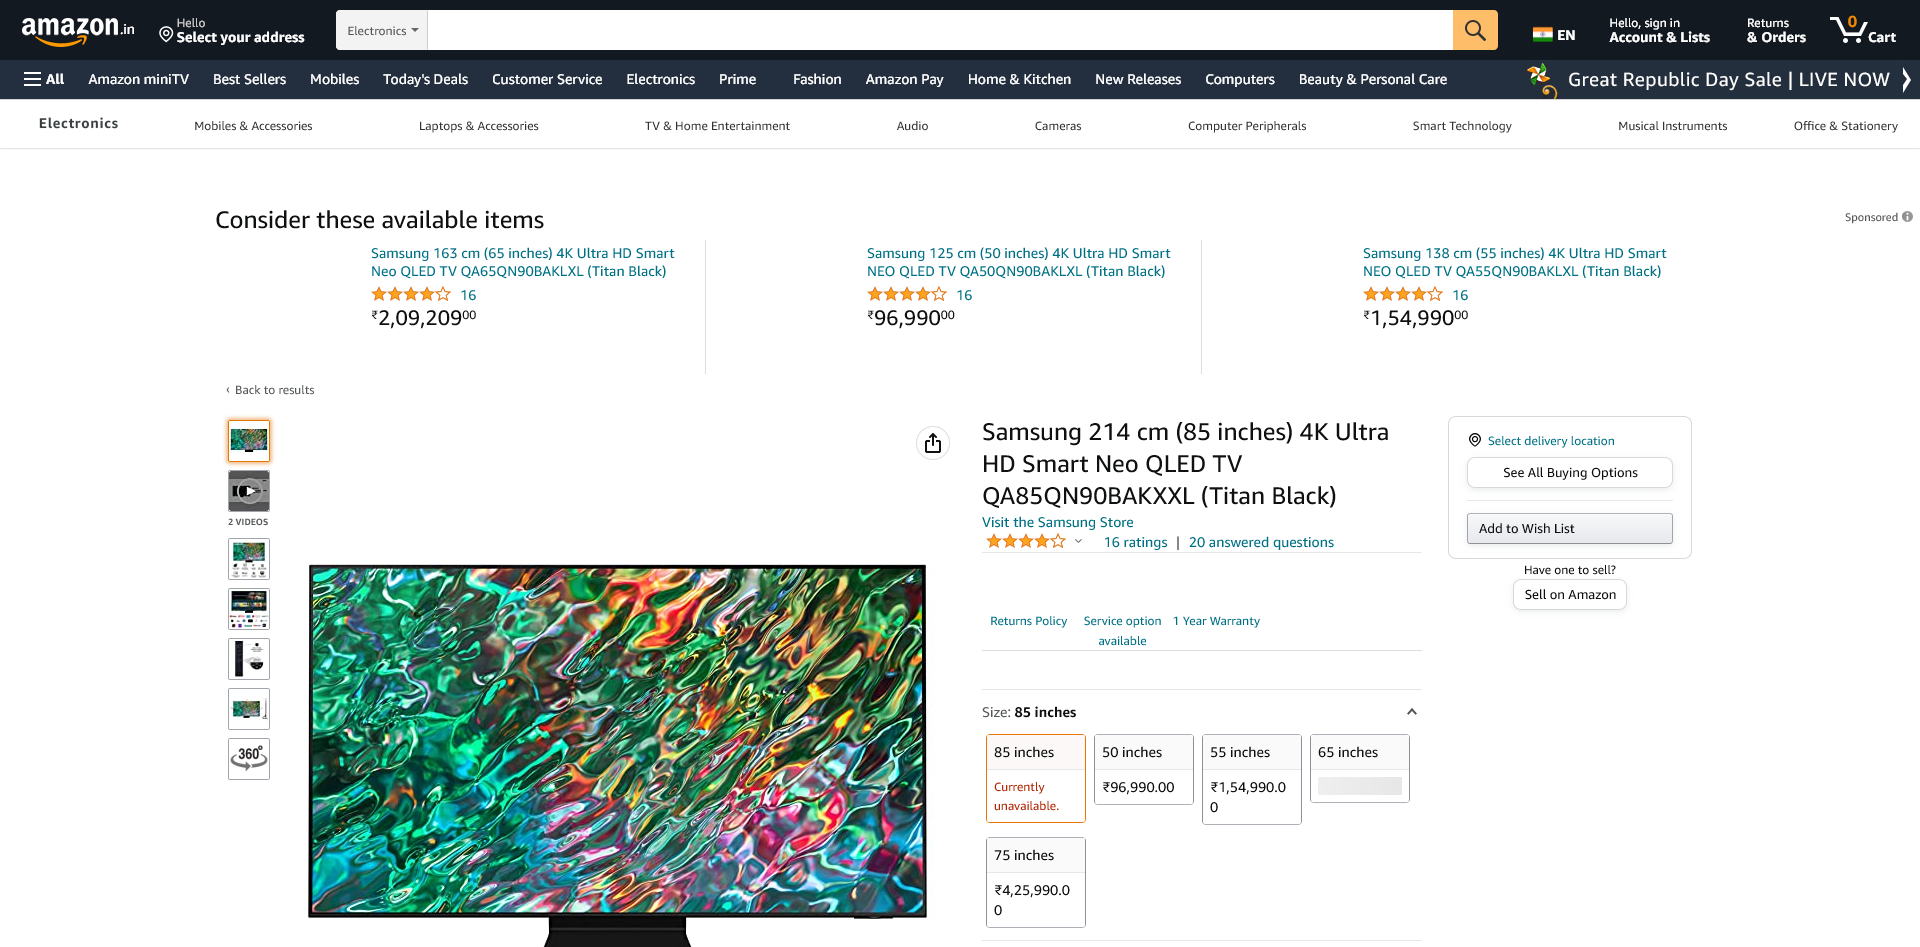 amazon.in
Hello
Select your address
Electronics
EN
Hello, sign in
Account & Lists
Returns
& Orders
0
Cart
All
Amazon miniTV
Best Sellers
Mobiles
Today's Deals
Customer Service
Electronics
Prime
Fashion
Amazon Pay
Home & Kitchen
New Releases
Computers
Beauty & Personal Care
Great Republic Day Sale | LIVE NOW
Electronics
Mobiles & Accessories
Laptops & Accessories
TV & Home Entertainment
Audio
Cameras
Computer Peripherals
Smart Technology
Musical Instruments
Office & Stationery
Consider these available items
Sponsored
Samsung 163 cm (65 inches) 4K Ultra HD Smart
Neo QLED TV QA65QN90BAKLXL (Titan Black)
16
₹2,09,20900
Samsung 125 cm (50 inches) 4K Ultra HD Smart
NEO QLED TV QA50QN90BAKLXL (Titan Black)
16
₹96,99000
Samsung 138 cm (55 inches) 4K Ultra HD Smart
NEO QLED TV QA55QN90BAKLXL (Titan Black)
16
₹1,54,99000
‹ Back to results
2 VIDEOS
360°
Samsung 214 cm (85 inches) 4K Ultra
HD Smart Neo QLED TV
QA85QN90BAKXXL (Titan Black)
Visit the Samsung Store
16 ratings | 20 answered questions
Returns Policy
Service option
available
1 Year Warranty
Size: 85 inches
85 inches
Currently
unavailable.
50 inches
₹96,990.00
55 inches
₹1,54,990.0
0
65 inches
75 inches
₹4,25,990.0
0
Select delivery location
See All Buying Options
Add to Wish List
Have one to sell?
Sell on Amazon